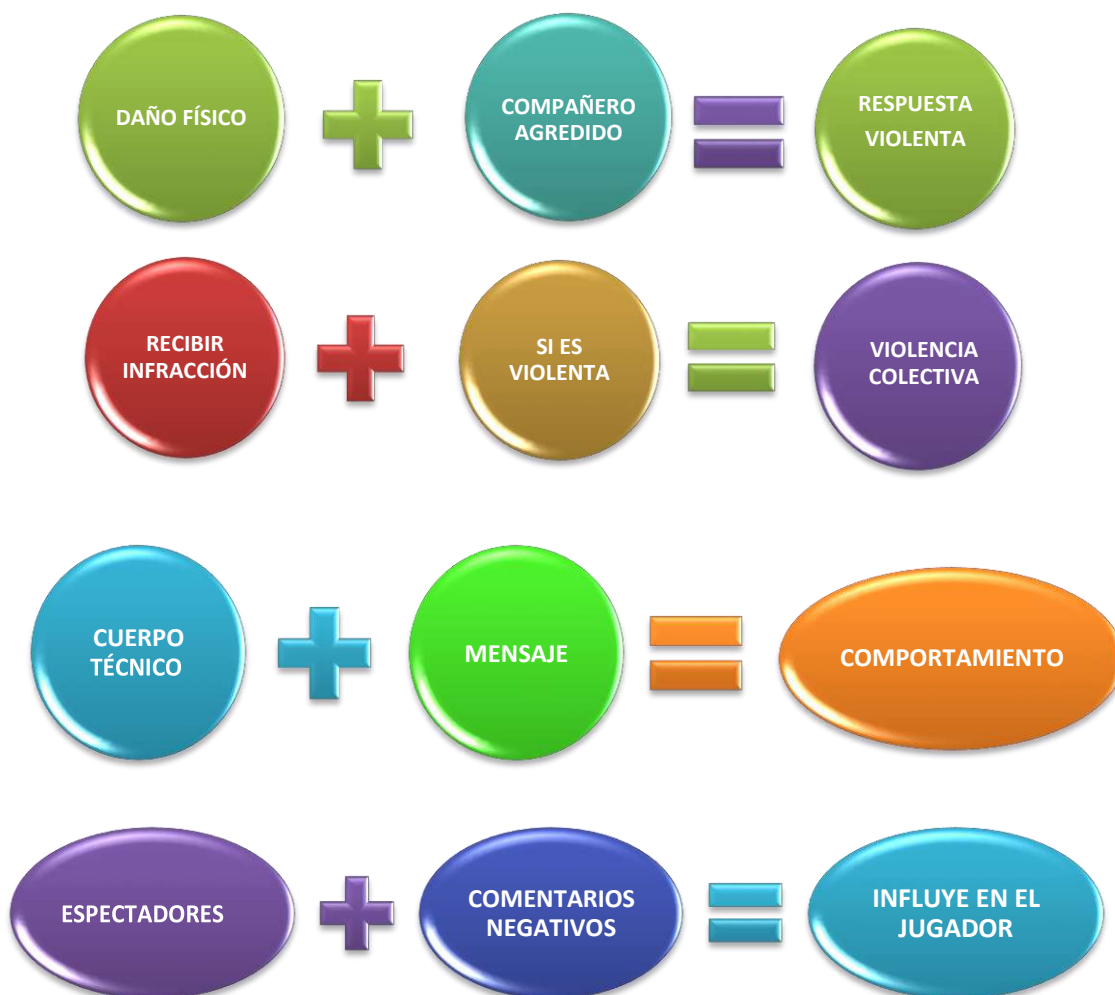 DAÑO FÍSICO
COMPAÑERO
AGREDIDO
RESPUESTA
VIOLENTA
RECIBIR
INFRACCIÓN
SI ES
VIOLENTA
VIOLENCIA
COLECTIVA
CUERPO
TÉCNICO
MENSAJE
COMPORTAMIENTO
ESPECTADORES
COMENTARIOS
NEGATIVOS
INFLUYE EN EL
JUGADOR